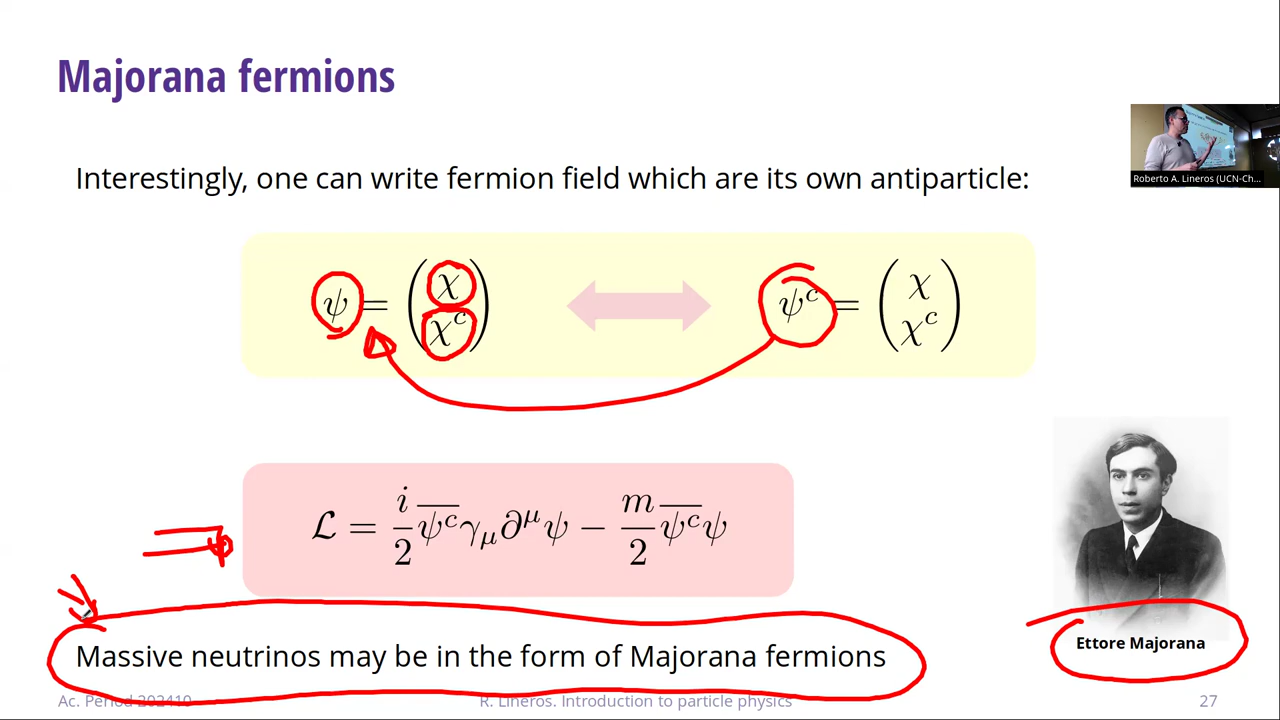 Majorana fermions
Roberto A. Lineros (UCN-Ch...
Interestingly, one can write fermion field which are its own antiparticle:
ψ = (χ χᶜ) ψᶜ = (χ χᶜ)
ℒ = i/2 \overline{ψᶜ} γ_μ ∂^μ ψ − m/2 \overline{ψᶜ} ψ
Ettore Majorana
Massive neutrinos may be in the form of Majorana fermions
Ac. Period 202410 R. Lineros. Introduction to particle physics 27